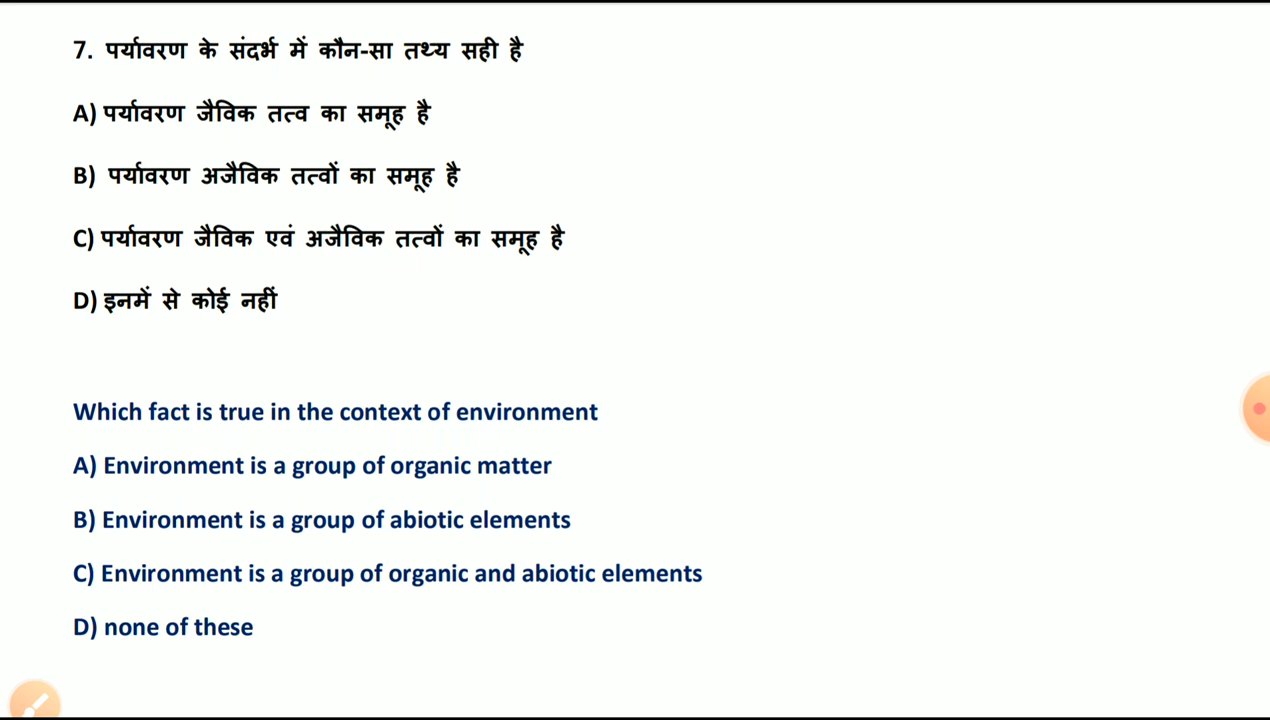 7. पर्यावरण के संदर्भ में कौन-सा तथ्य सही है
A) पर्यावरण जैविक तत्व का समूह है
B) पर्यावरण अजैविक तत्वों का समूह है
C) पर्यावरण जैविक एवं अजैविक तत्वों का समूह है
D) इनमें से कोई नहीं
Which fact is true in the context of environment
A) Environment is a group of organic matter
B) Environment is a group of abiotic elements
C) Environment is a group of organic and abiotic elements
D) none of these